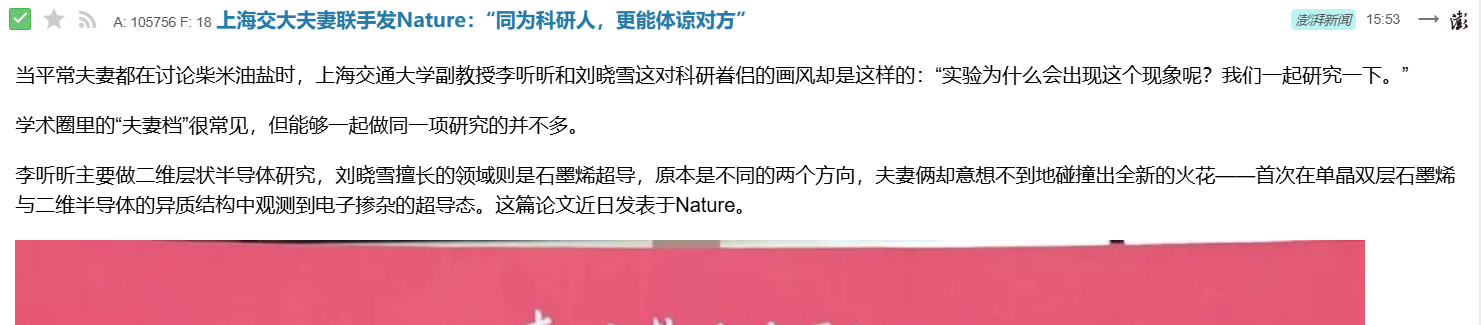 A: 105756 F: 18 上海交大夫妻联手发Nature：“同为科研人，更能体谅对方” 澎湃新闻 15:53 澎
当平常夫妻都在讨论柴米油盐时，上海交通大学副教授李听昕和刘晓雪这对科研眷侣的画风却是这样的：“实验为什么会出现这个现象呢？我们一起研究一下。”
学术圈里的“夫妻档”很常见，但能够一起做同一项研究的并不多。
李听昕主要做二维层状半导体研究，刘晓雪擅长的领域则是石墨烯超导，原本是不同的两个方向，夫妻俩却意想不到地碰撞出全新的火花——首次在单晶双层石墨烯
与二维半导体的异质结构中观测到电子掺杂的超导态。这篇论文近日发表于Nature。